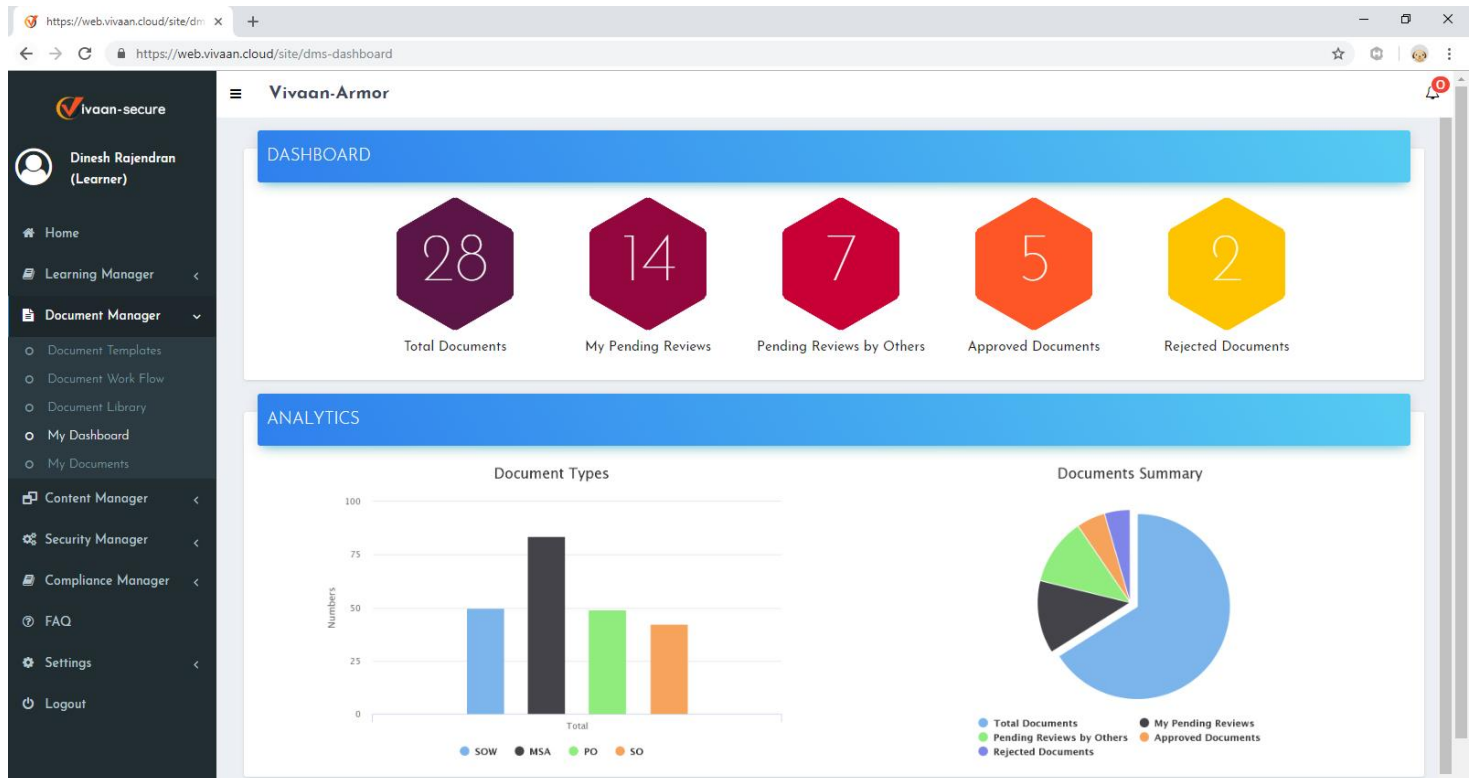 https://web.vivaan.cloud/site/dm
https://web.vivaan.cloud/site/dms-dashboard
Vivaan-secure
Dinesh Rajendran
(Learner)
Home
Learning Manager
Document Manager
Document Templates
Document Work Flow
Document Library
My Dashboard
My Documents
Content Manager
Security Manager
Compliance Manager
FAQ
Settings
Logout
Vivaan-Armor
0
DASHBOARD
28
14
7
5
2
Total Documents
My Pending Reviews
Pending Reviews by Others
Approved Documents
Rejected Documents
ANALYTICS
Document Types
100
75
50
25
0
Numbers
Total
SOW
MSA
PO
SO
Documents Summary
Total Documents
My Pending Reviews
Pending Reviews by Others
Approved Documents
Rejected Documents